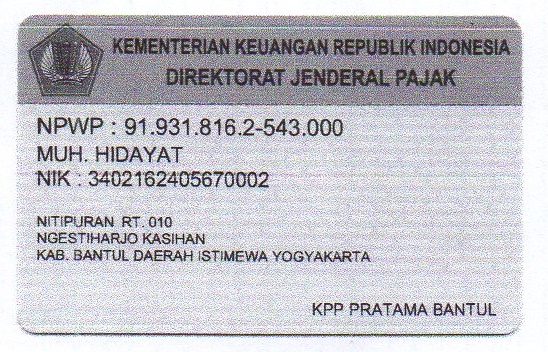 KEMENTERIAN KEUANGAN REPUBLIK INDONESIA
DIREKTORAT JENDERAL PAJAK
NPWP : 91.931.816.2-543.000
MUH. HIDAYAT
NIK : 3402162405670002
NITIPURAN RT. 010
NGESTIHARJO KASIHAN
KAB. BANTUL DAERAH ISTIMEWA YOGYAKARTA
KPP PRATAMA BANTUL